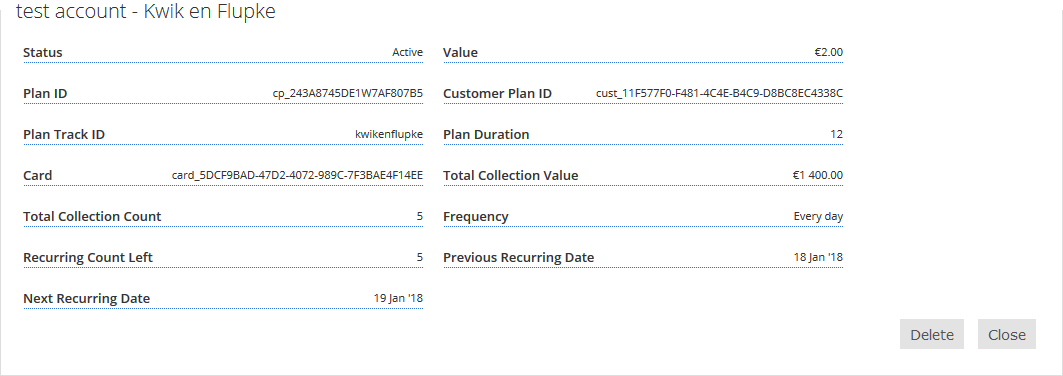 test account - Kwik en Flupke
Status Active Value €2.00
Plan ID cp_243A8745DE1W7AF807B5 Customer Plan ID cust_11F577F0-F481-4C4E-B4C9-D8BC8EC4338C
Plan Track ID kwikenflupke Plan Duration 12
Card card_5DCF9BAD-47D2-4072-989C-7F3BAE4F14EE Total Collection Value €1 400.00
Total Collection Count 5 Frequency Every day
Recurring Count Left 5 Previous Recurring Date 18 Jan '18
Next Recurring Date 19 Jan '18
Delete Close